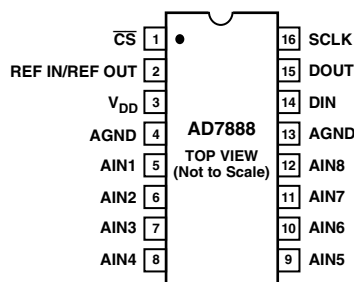 C̅S̅ 1 16 SCLK
REF IN/REF OUT 2 15 DOUT
VDD 3 14 DIN
AGND 4 13 AGND
AD7888
TOP VIEW
(Not to Scale)
AIN1 5 12 AIN8
AIN2 6 11 AIN7
AIN3 7 10 AIN6
AIN4 8 9 AIN5